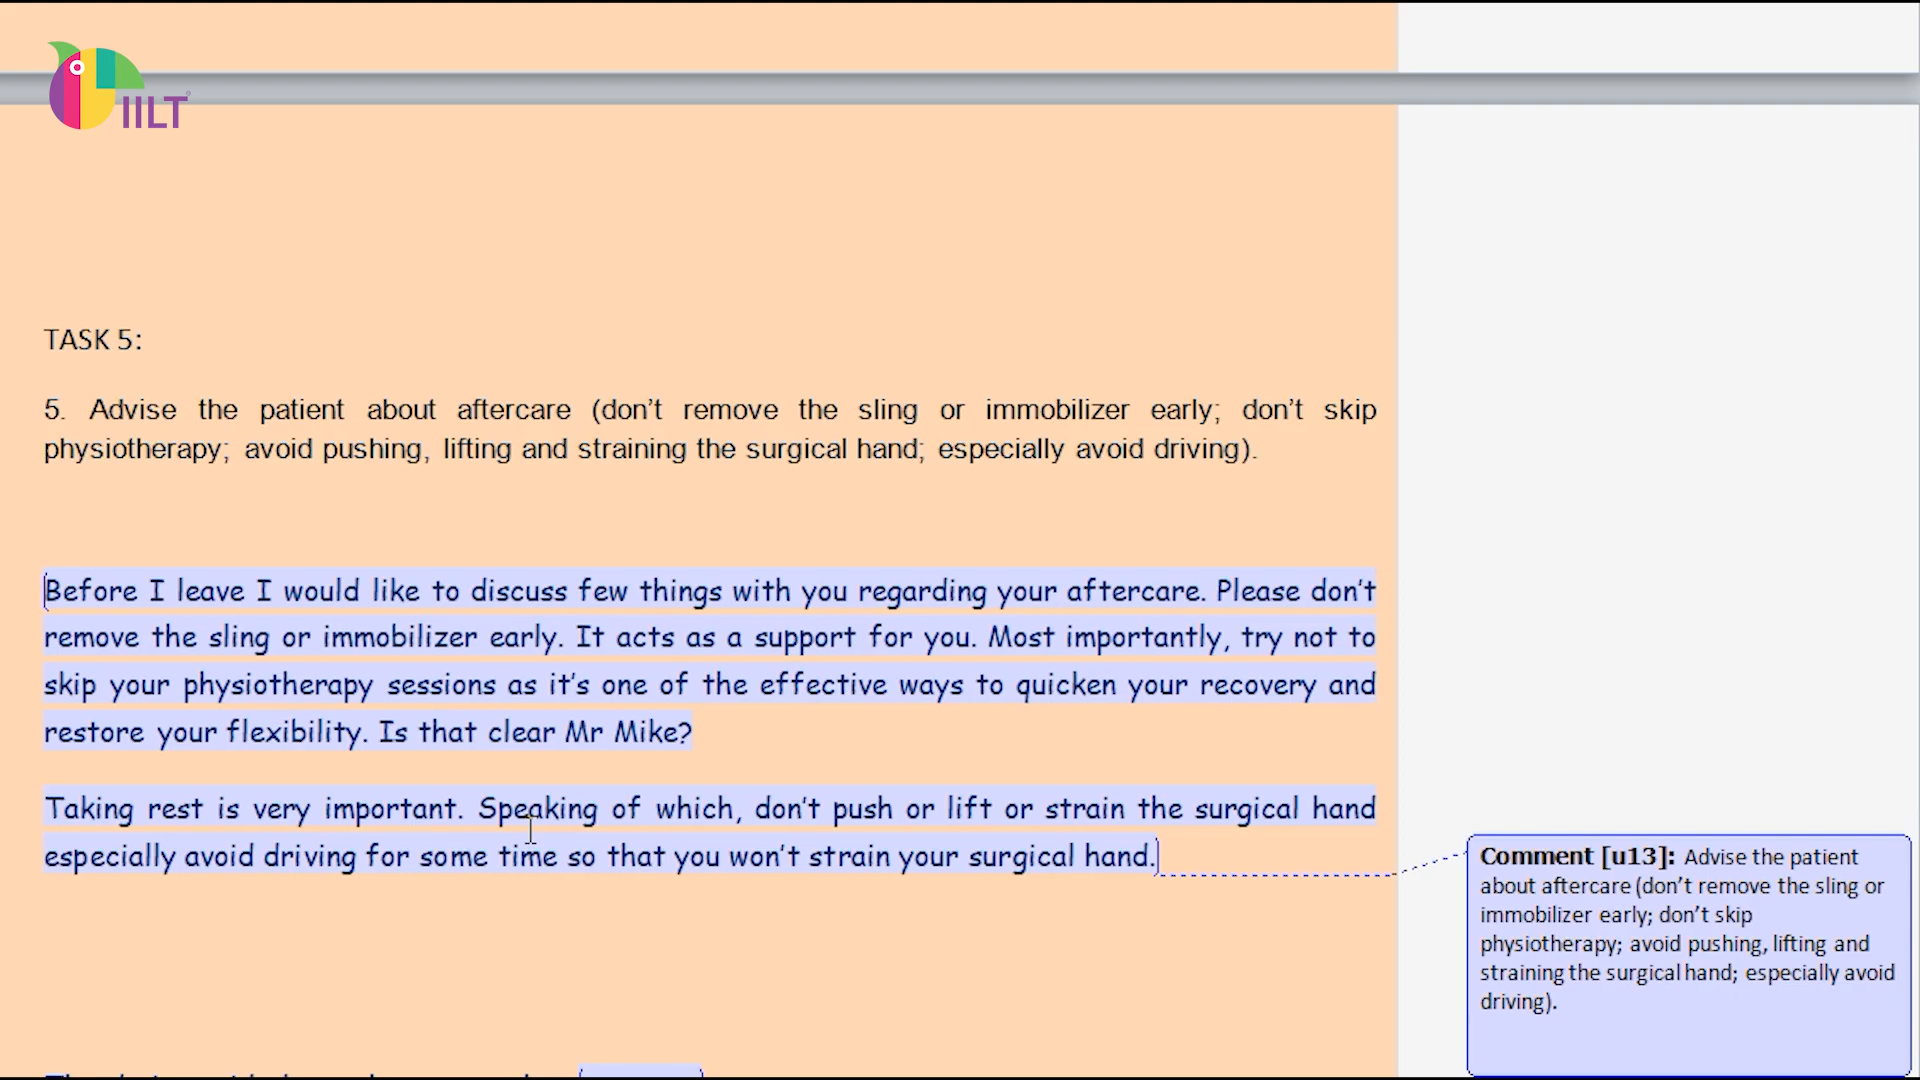 IILT
TASK 5:
5. Advise the patient about aftercare (don't remove the sling or immobilizer early; don't skip
physiotherapy; avoid pushing, lifting and straining the surgical hand; especially avoid driving).
Before I leave I would like to discuss few things with you regarding your aftercare. Please don't
remove the sling or immobilizer early. It acts as a support for you. Most importantly, try not to
skip your physiotherapy sessions as it's one of the effective ways to quicken your recovery and
restore your flexibility. Is that clear Mr Mike?
Taking rest is very important. Speaking of which, don't push or lift or strain the surgical hand
especially avoid driving for some time so that you won't strain your surgical hand.
Comment [u13]: Advise the patient
about aftercare (don't remove the sling or
immobilizer early; don't skip
physiotherapy; avoid pushing, lifting and
straining the surgical hand; especially avoid
driving).